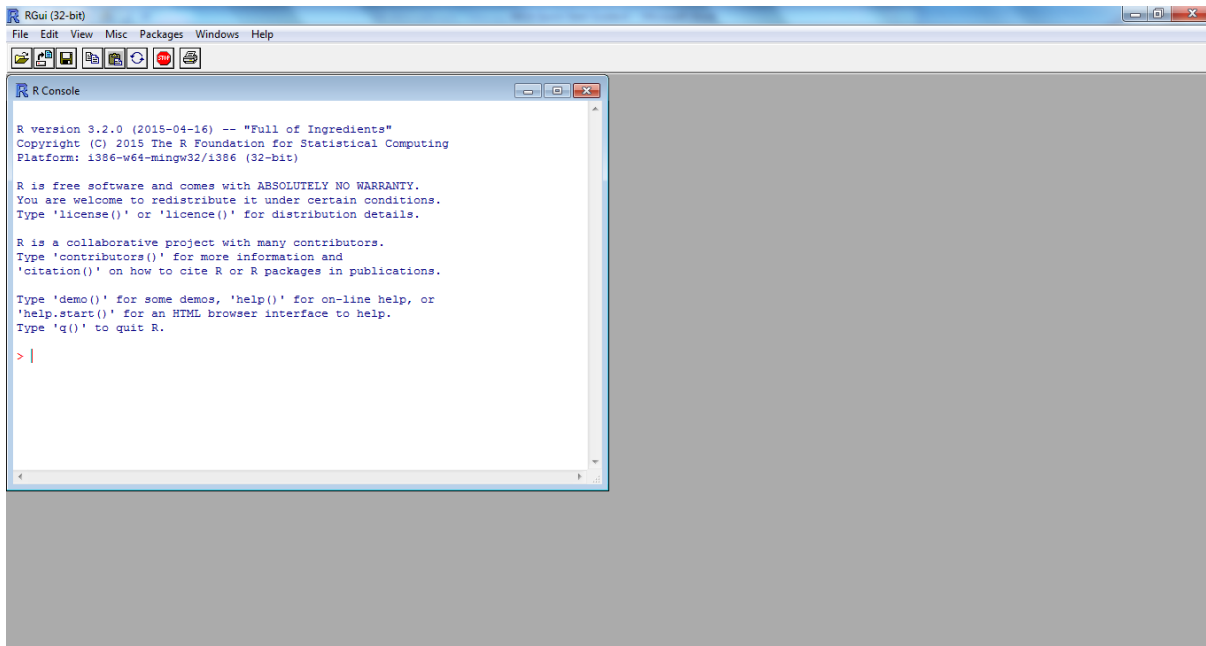 RGui (32-bit)
File Edit View Misc Packages Windows Help
STOP
R Console
R version 3.2.0 (2015-04-16) -- "Full of Ingredients"
Copyright (C) 2015 The R Foundation for Statistical Computing
Platform: i386-w64-mingw32/i386 (32-bit)
R is free software and comes with ABSOLUTELY NO WARRANTY.
You are welcome to redistribute it under certain conditions.
Type 'license()' or 'licence()' for distribution details.
R is a collaborative project with many contributors.
Type 'contributors()' for more information and
'citation()' on how to cite R or R packages in publications.
Type 'demo()' for some demos, 'help()' for on-line help, or
'help.start()' for an HTML browser interface to help.
Type 'q()' to quit R.
>